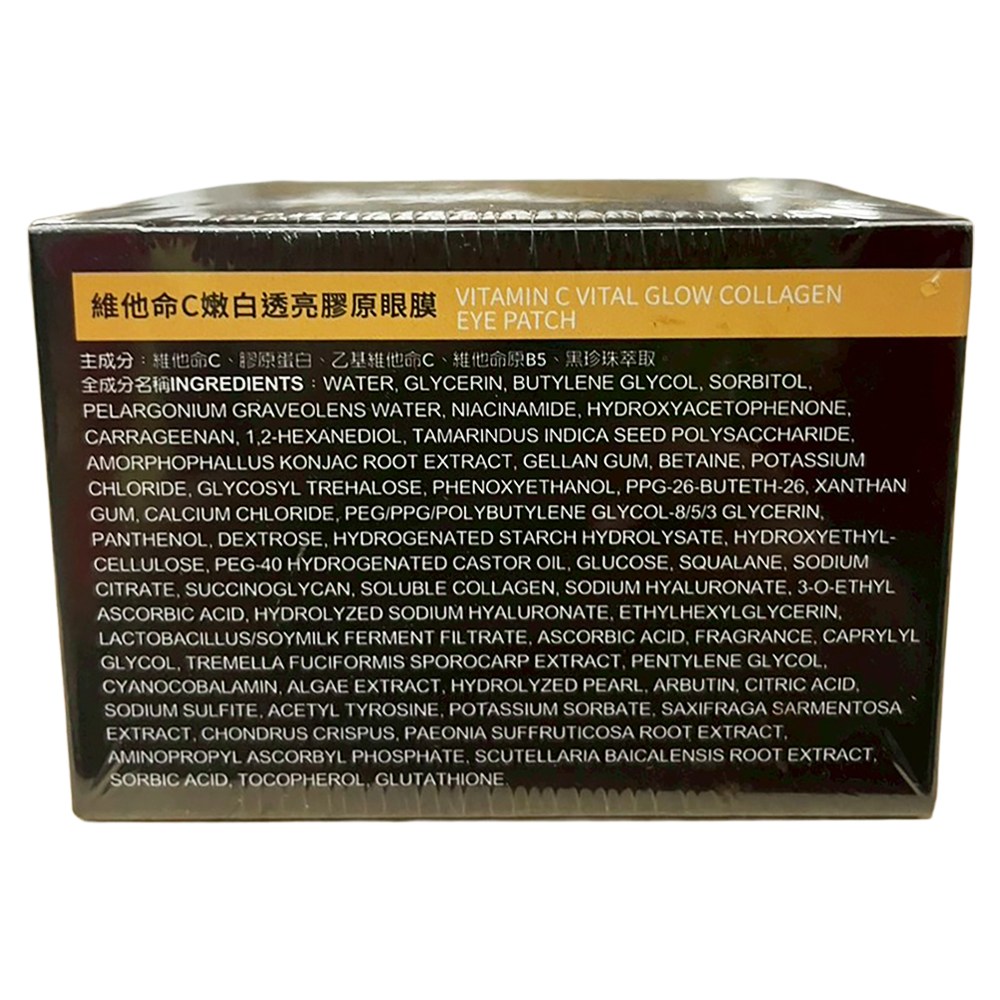 維他命C嫩白透亮膠原眼膜 VITAMIN C VITAL GLOW COLLAGEN
EYE PATCH
主成分：維他命C、膠原蛋白、乙基維他命C、維他命原B5、黑珍珠萃取。
全成分名稱INGREDIENTS：WATER, GLYCERIN, BUTYLENE GLYCOL, SORBITOL,
PELARGONIUM GRAVEOLENS WATER, NIACINAMIDE, HYDROXYACETOPHENONE,
CARRAGEENAN, 1,2-HEXANEDIOL, TAMARINDUS INDICA SEED POLYSACCHARIDE,
AMORPHOPHALLUS KONJAC ROOT EXTRACT, GELLAN GUM, BETAINE, POTASSIUM
CHLORIDE, GLYCOSYL TREHALOSE, PHENOXYETHANOL, PPG-26-BUTETH-26, XANTHAN
GUM, CALCIUM CHLORIDE, PEG/PPG/POLYBUTYLENE GLYCOL-8/5/3 GLYCERIN,
PANTHENOL, DEXTROSE, HYDROGENATED STARCH HYDROLYSATE, HYDROXYETHYL-
CELLULOSE, PEG-40 HYDROGENATED CASTOR OIL, GLUCOSE, SQUALANE, SODIUM
CITRATE, SUCCINOGLYCAN, SOLUBLE COLLAGEN, SODIUM HYALURONATE, 3-O-ETHYL
ASCORBIC ACID, HYDROLYZED SODIUM HYALURONATE, ETHYLHEXYLGLYCERIN,
LACTOBACILLUS/SOYMILK FERMENT FILTRATE, ASCORBIC ACID, FRAGRANCE, CAPRYLYL
GLYCOL, TREMELLA FUCIFORMIS SPOROCARP EXTRACT, PENTYLENE GLYCOL,
CYANOCOBALAMIN, ALGAE EXTRACT, HYDROLYZED PEARL, ARBUTIN, CITRIC ACID,
SODIUM SULFITE, ACETYL TYROSINE, POTASSIUM SORBATE, SAXIFRAGA SARMENTOSA
EXTRACT, CHONDRUS CRISPUS, PAEONIA SUFFRUTICOSA ROOT EXTRACT,
AMINOPROPYL ASCORBYL PHOSPHATE, SCUTELLARIA BAICALENSIS ROOT EXTRACT,
SORBIC ACID, TOCOPHEROL, GLUTATHIONE